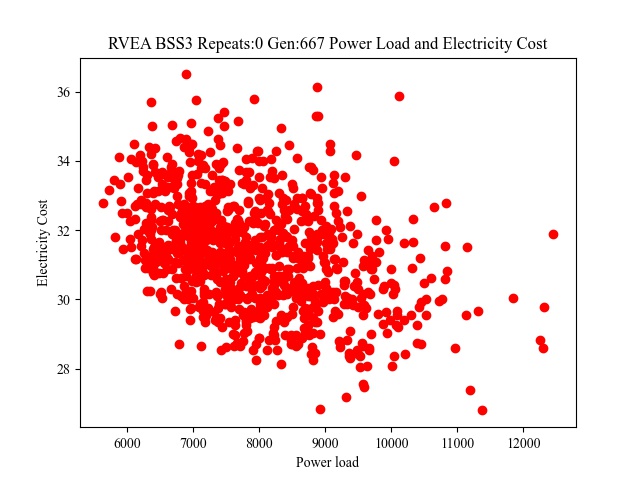 RVEA BSS3 Repeats:0 Gen:667 Power Load and Electricity Cost
36
34
32
30
28
Electricity Cost
6000 7000 8000 9000 10000 11000 12000
Power load